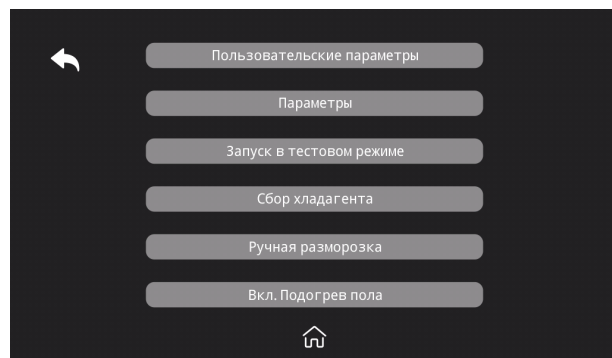 Пользовательские параметры
Параметры
Запуск в тестовом режиме
Сбор хладагента
Ручная разморозка
Вкл. Подогрев пола